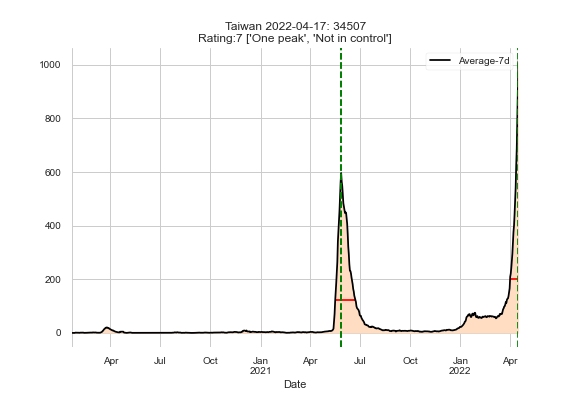 Taiwan 2022-04-17: 34507
Rating:7 ['One peak', 'Not in control']
Average-7d
1000
800
600
400
200
0
Apr
Jul
Oct
Jan
2021
Apr
Jul
Oct
Jan
2022
Apr
Date